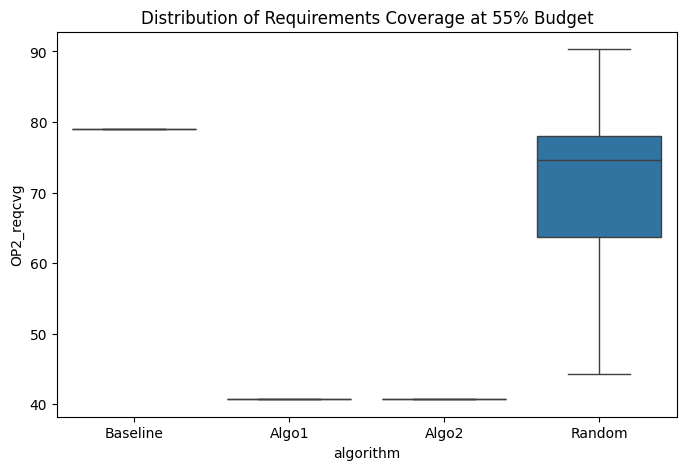 Distribution of Requirements Coverage at 55% Budget
90
80
70
60
50
40
OP2_reqcvg
Baseline
Algo1
Algo2
Random
algorithm